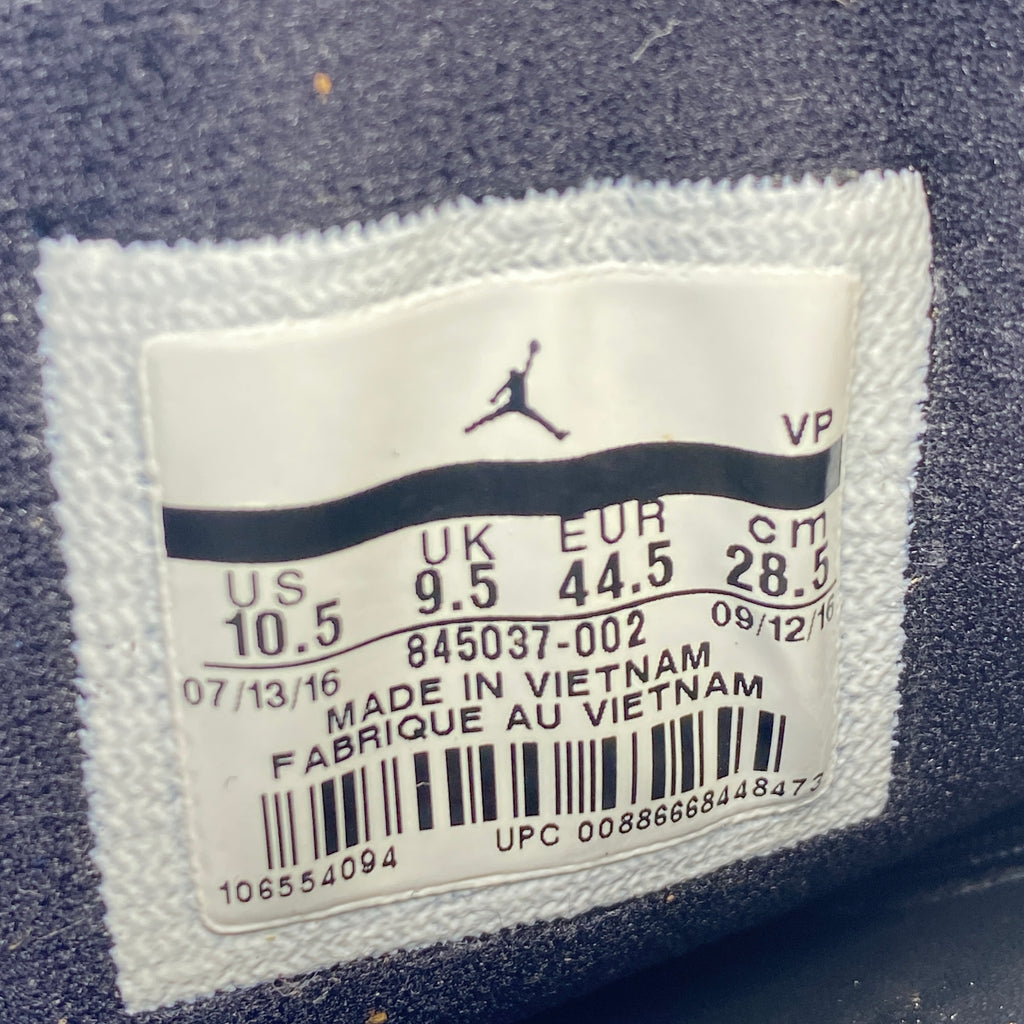 VP
US UK EUR cm
10.5 9.5 44.5 28.5
07/13/16 845037-002 09/12/16
MADE IN VIETNAM
FABRIQUE AU VIETNAM
106554094 UPC 00886668448473